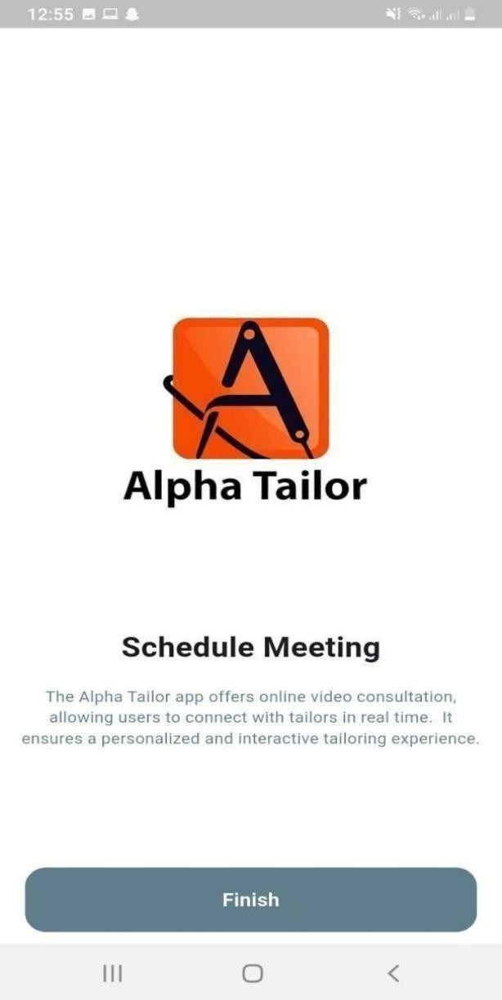 12:55
Alpha Tailor
Schedule Meeting
The Alpha Tailor app offers online video consultation,
allowing users to connect with tailors in real time.  It
ensures a personalized and interactive tailoring experience.
Finish